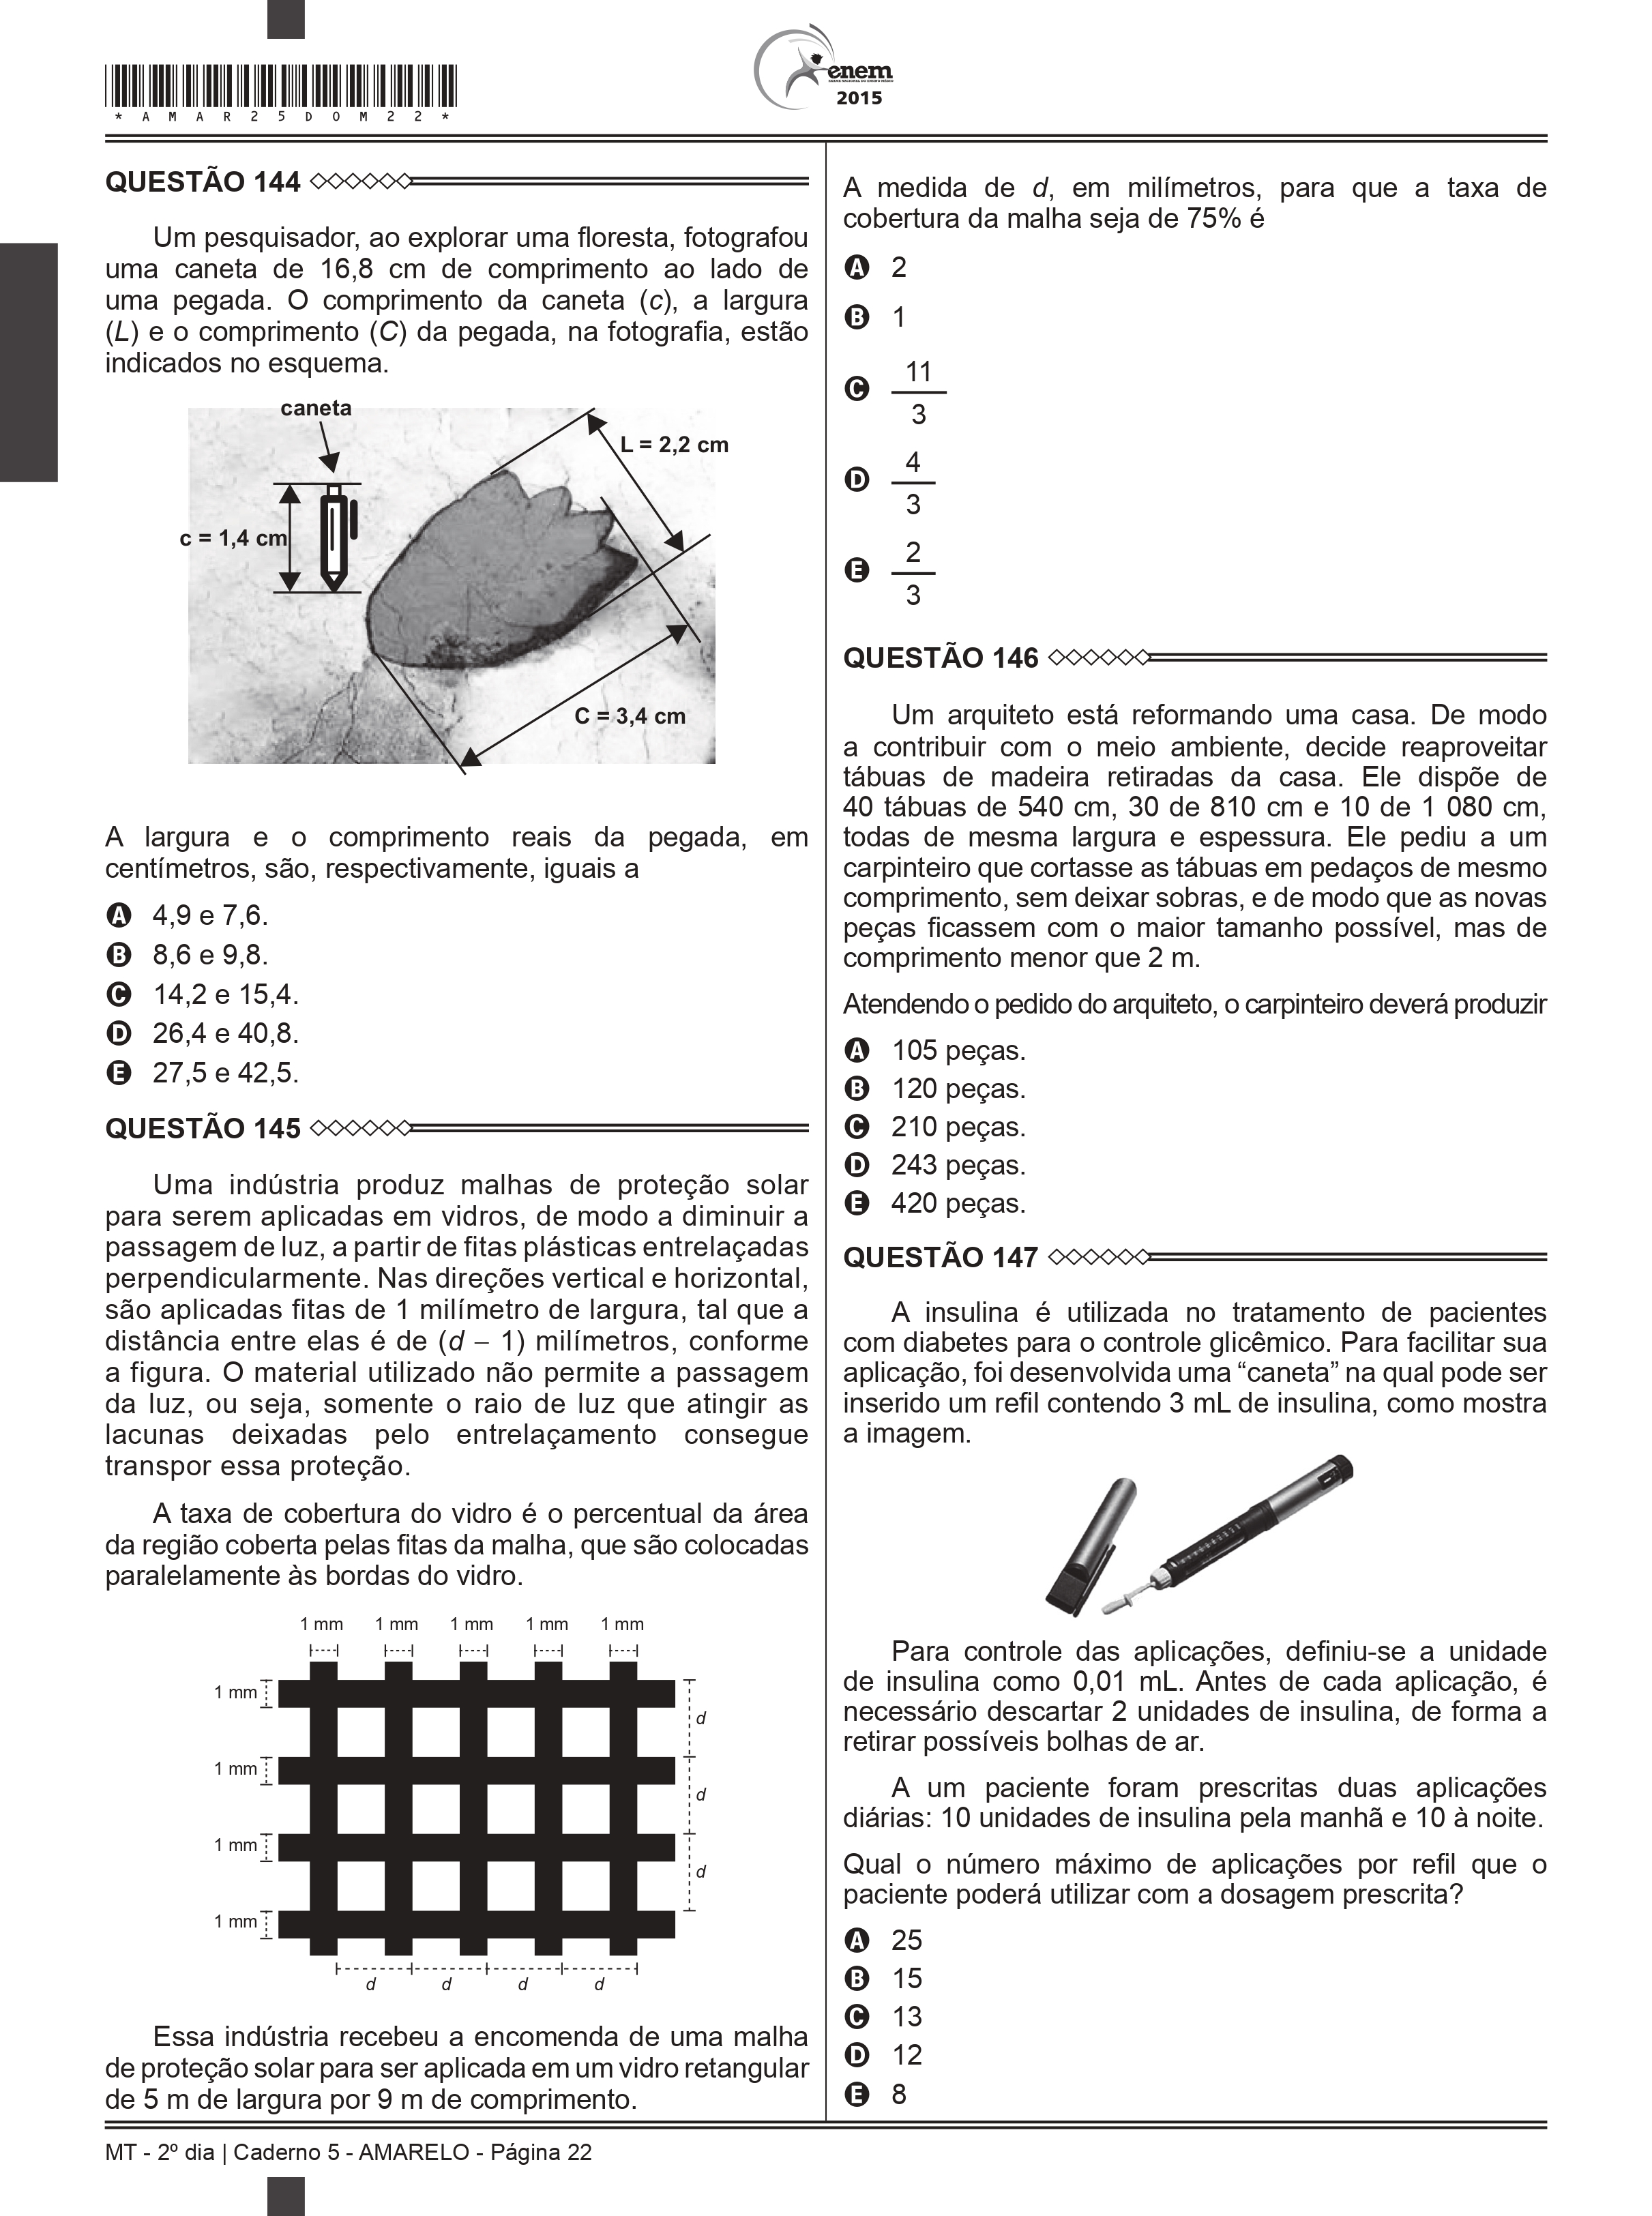 *AMAR25DOM22*
enem
EXAME NACIONAL DO ENSINO MÉDIO
2015
QUESTÃO 144
Um pesquisador, ao explorar uma floresta, fotografou
uma caneta de 16,8 cm de comprimento ao lado de
uma pegada. O comprimento da caneta (c), a largura
(L) e o comprimento (C) da pegada, na fotografia, estão
indicados no esquema.
caneta
L = 2,2 cm
c = 1,4 cm
C = 3,4 cm
A largura e o comprimento reais da pegada, em
centímetros, são, respectivamente, iguais a
A 4,9 e 7,6.
B 8,6 e 9,8.
C 14,2 e 15,4.
D 26,4 e 40,8.
E 27,5 e 42,5.
QUESTÃO 145
Uma indústria produz malhas de proteção solar
para serem aplicadas em vidros, de modo a diminuir a
passagem de luz, a partir de fitas plásticas entrelaçadas
perpendicularmente. Nas direções vertical e horizontal,
são aplicadas fitas de 1 milímetro de largura, tal que a
distância entre elas é de (d – 1) milímetros, conforme
a figura. O material utilizado não permite a passagem
da luz, ou seja, somente o raio de luz que atingir as
lacunas deixadas pelo entrelaçamento consegue
transpor essa proteção.
A taxa de cobertura do vidro é o percentual da área
da região coberta pelas fitas da malha, que são colocadas
paralelamente às bordas do vidro.
1 mm 1 mm 1 mm 1 mm 1 mm
1 mm
d
1 mm
d
1 mm
d
1 mm
d d d d
Essa indústria recebeu a encomenda de uma malha
de proteção solar para ser aplicada em um vidro retangular
de 5 m de largura por 9 m de comprimento.
A medida de d, em milímetros, para que a taxa de
cobertura da malha seja de 75% é
A 2
B 1
C 11
3
D 4
3
E 2
3
QUESTÃO 146
Um arquiteto está reformando uma casa. De modo
a contribuir com o meio ambiente, decide reaproveitar
tábuas de madeira retiradas da casa. Ele dispõe de
40 tábuas de 540 cm, 30 de 810 cm e 10 de 1 080 cm,
todas de mesma largura e espessura. Ele pediu a um
carpinteiro que cortasse as tábuas em pedaços de mesmo
comprimento, sem deixar sobras, e de modo que as novas
peças ficassem com o maior tamanho possível, mas de
comprimento menor que 2 m.
Atendendo o pedido do arquiteto, o carpinteiro deverá produzir
A 105 peças.
B 120 peças.
C 210 peças.
D 243 peças.
E 420 peças.
QUESTÃO 147
A insulina é utilizada no tratamento de pacientes
com diabetes para o controle glicêmico. Para facilitar sua
aplicação, foi desenvolvida uma “caneta” na qual pode ser
inserido um refil contendo 3 mL de insulina, como mostra
a imagem.
Para controle das aplicações, definiu-se a unidade
de insulina como 0,01 mL. Antes de cada aplicação, é
necessário descartar 2 unidades de insulina, de forma a
retirar possíveis bolhas de ar.
A um paciente foram prescritas duas aplicações
diárias: 10 unidades de insulina pela manhã e 10 à noite.
Qual o número máximo de aplicações por refil que o
paciente poderá utilizar com a dosagem prescrita?
A 25
B 15
C 13
D 12
E 8
MT - 2º dia | Caderno 5 - AMARELO - Página 22